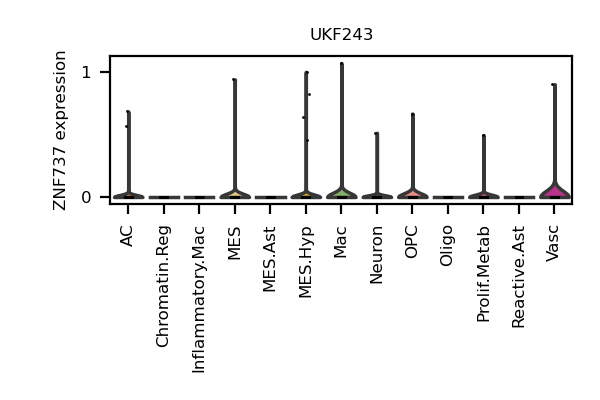 UKF243
ZNF737 expression
1
0
AC
Chromatin.Reg
Inflammatory.Mac
MES
MES.Ast
MES.Hyp
Mac
Neuron
OPC
Oligo
Prolif.Metab
Reactive.Ast
Vasc